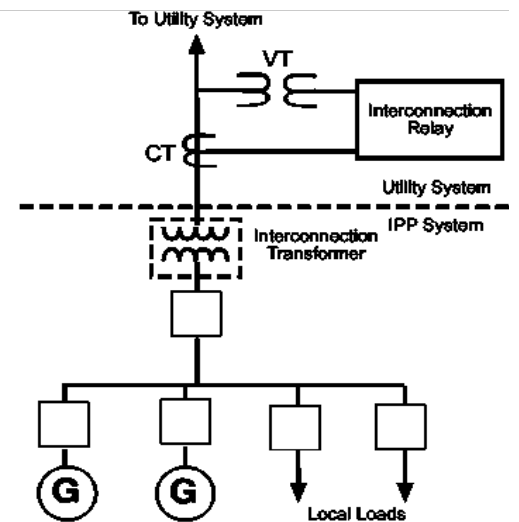 To Utility System
VT
Interconnection
Relay
CT
Utility System
IPP System
Interconnection
Transformer
G
G
Local Loads